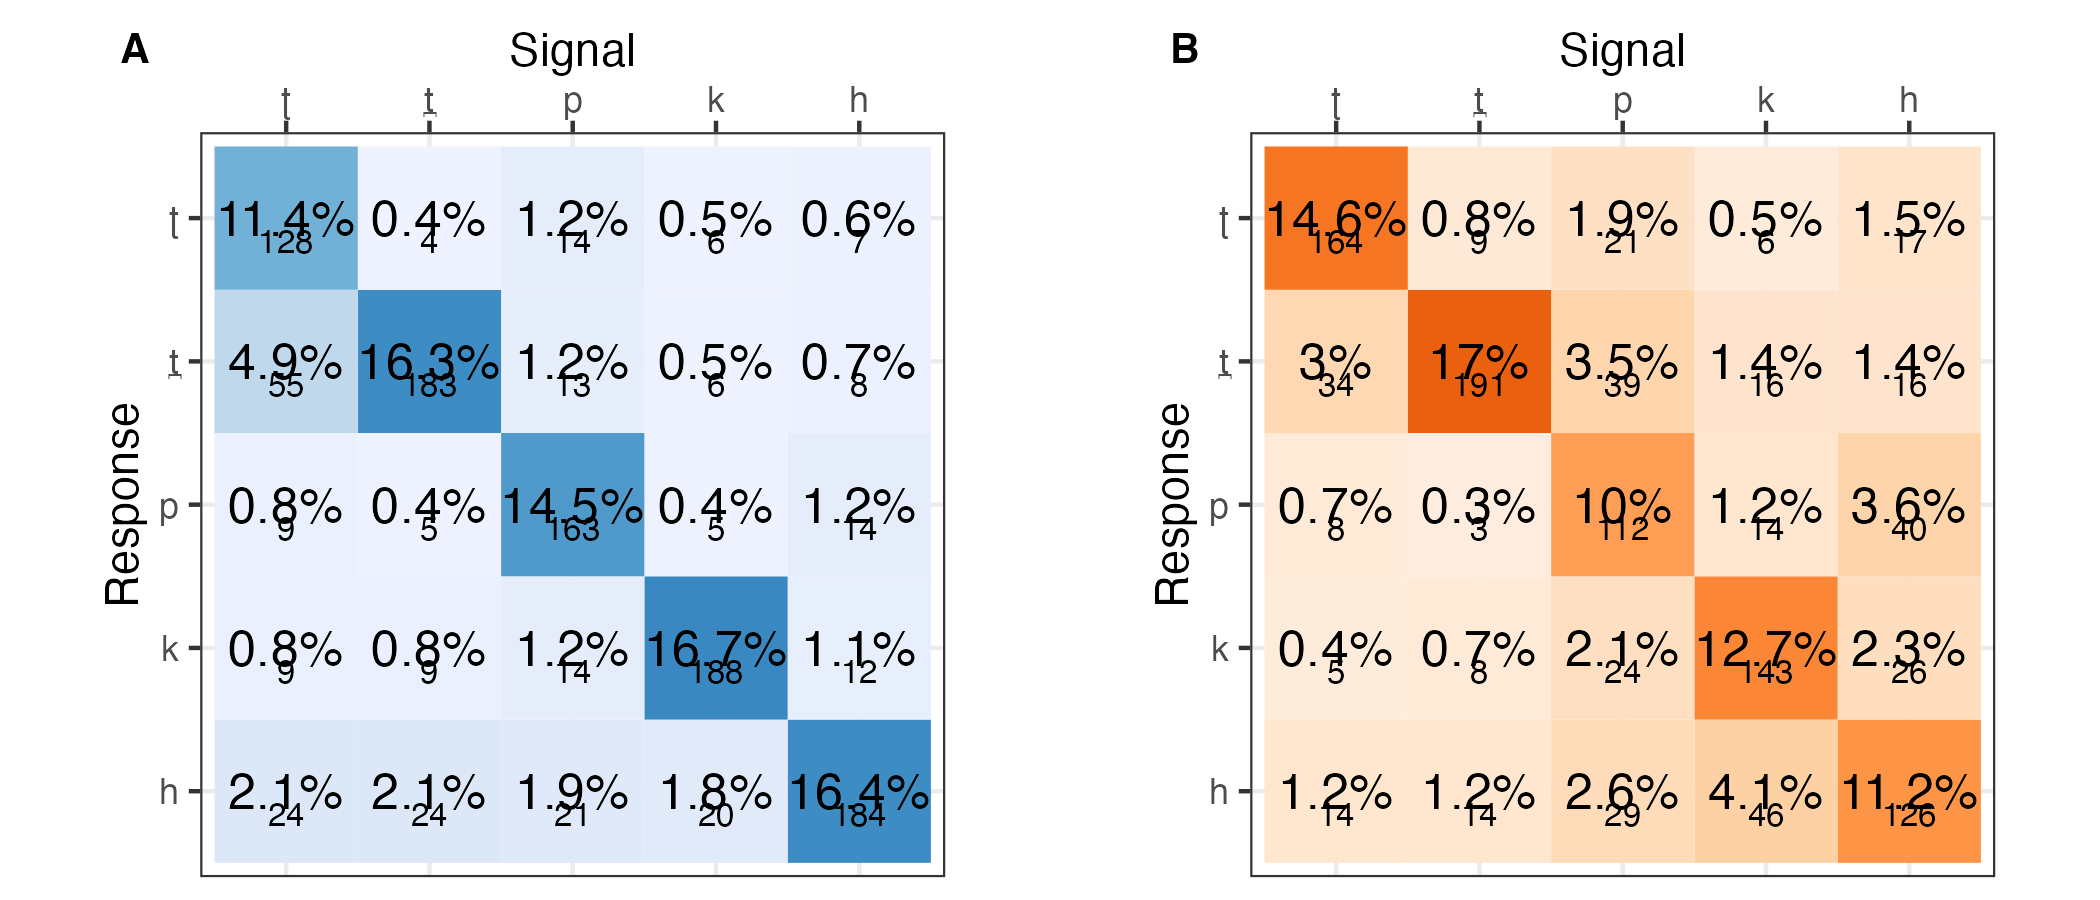 A
Signal
ʈ t̪ p k h
ʈ 11.4% 0.4% 1.2% 0.5% 0.6%
128 4 14 6 7
t̪ 4.9% 16.3% 1.2% 0.5% 0.7%
55 183 13 6 8
p 0.8% 0.4% 14.5% 0.4% 1.2%
9 5 163 5 14
k 0.8% 0.8% 1.2% 16.7% 1.1%
9 9 14 188 12
h 2.1% 2.1% 1.9% 1.8% 16.4%
24 24 21 20 184
Response
B
Signal
ʈ t̪ p k h
ʈ 14.6% 0.8% 1.9% 0.5% 1.5%
164 9 21 6 17
t̪ 3% 17% 3.5% 1.4% 1.4%
34 191 39 16 16
p 0.7% 0.3% 10% 1.2% 3.6%
8 3 112 14 40
k 0.4% 0.7% 2.1% 12.7% 2.3%
5 8 24 143 26
h 1.2% 1.2% 2.6% 4.1% 11.2%
14 14 29 46 126
Response